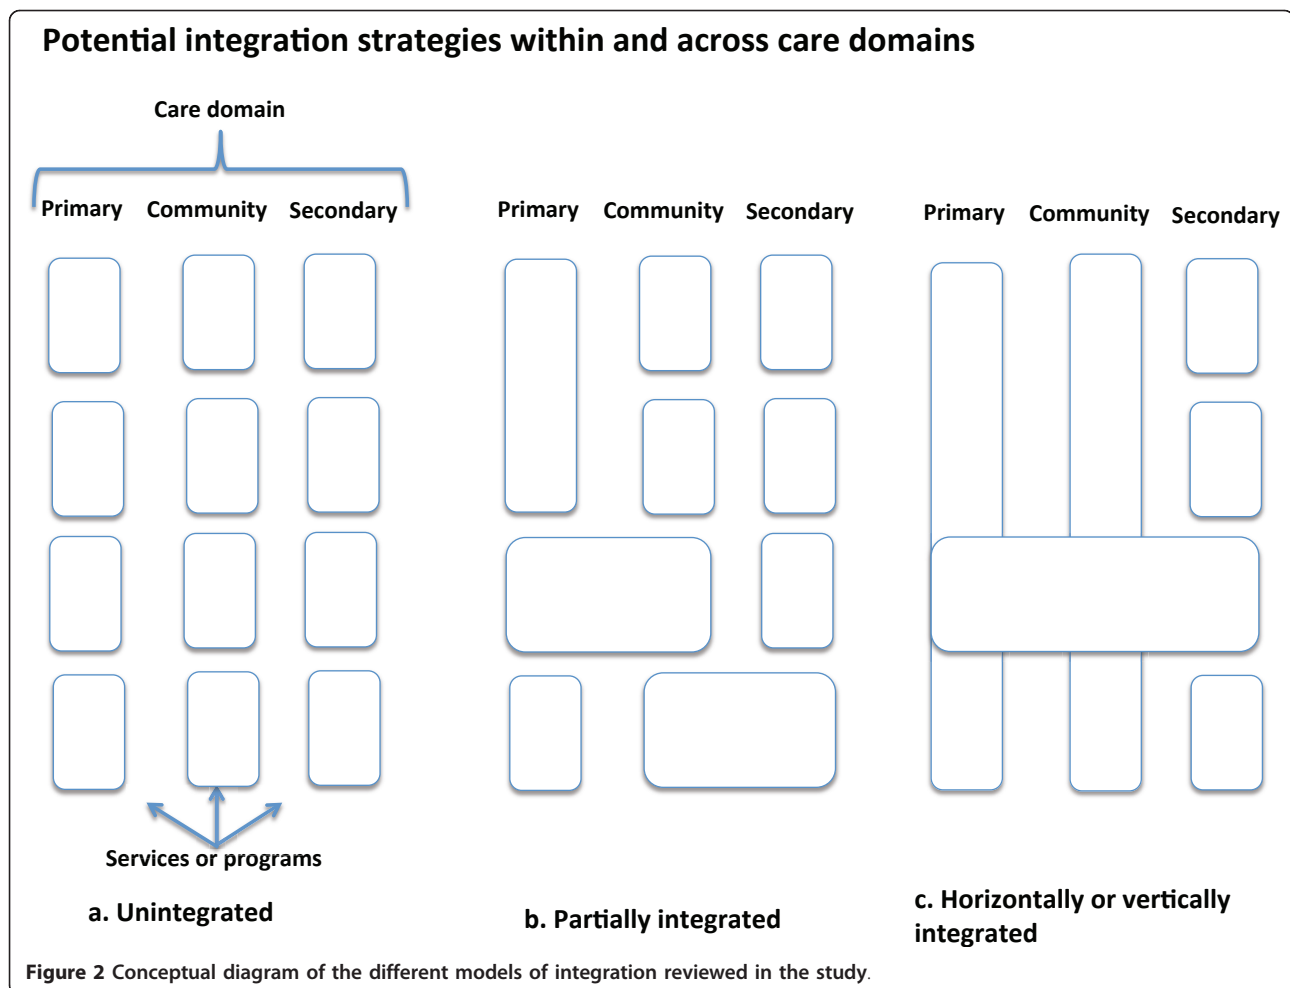 Potential integration strategies within and across care domains
Care domain
Primary Community Secondary
Primary Community Secondary
Primary Community Secondary
Services or programs
a. Unintegrated
b. Partially integrated
c. Horizontally or vertically
integrated
Figure 2 Conceptual diagram of the different models of integration reviewed in the study.